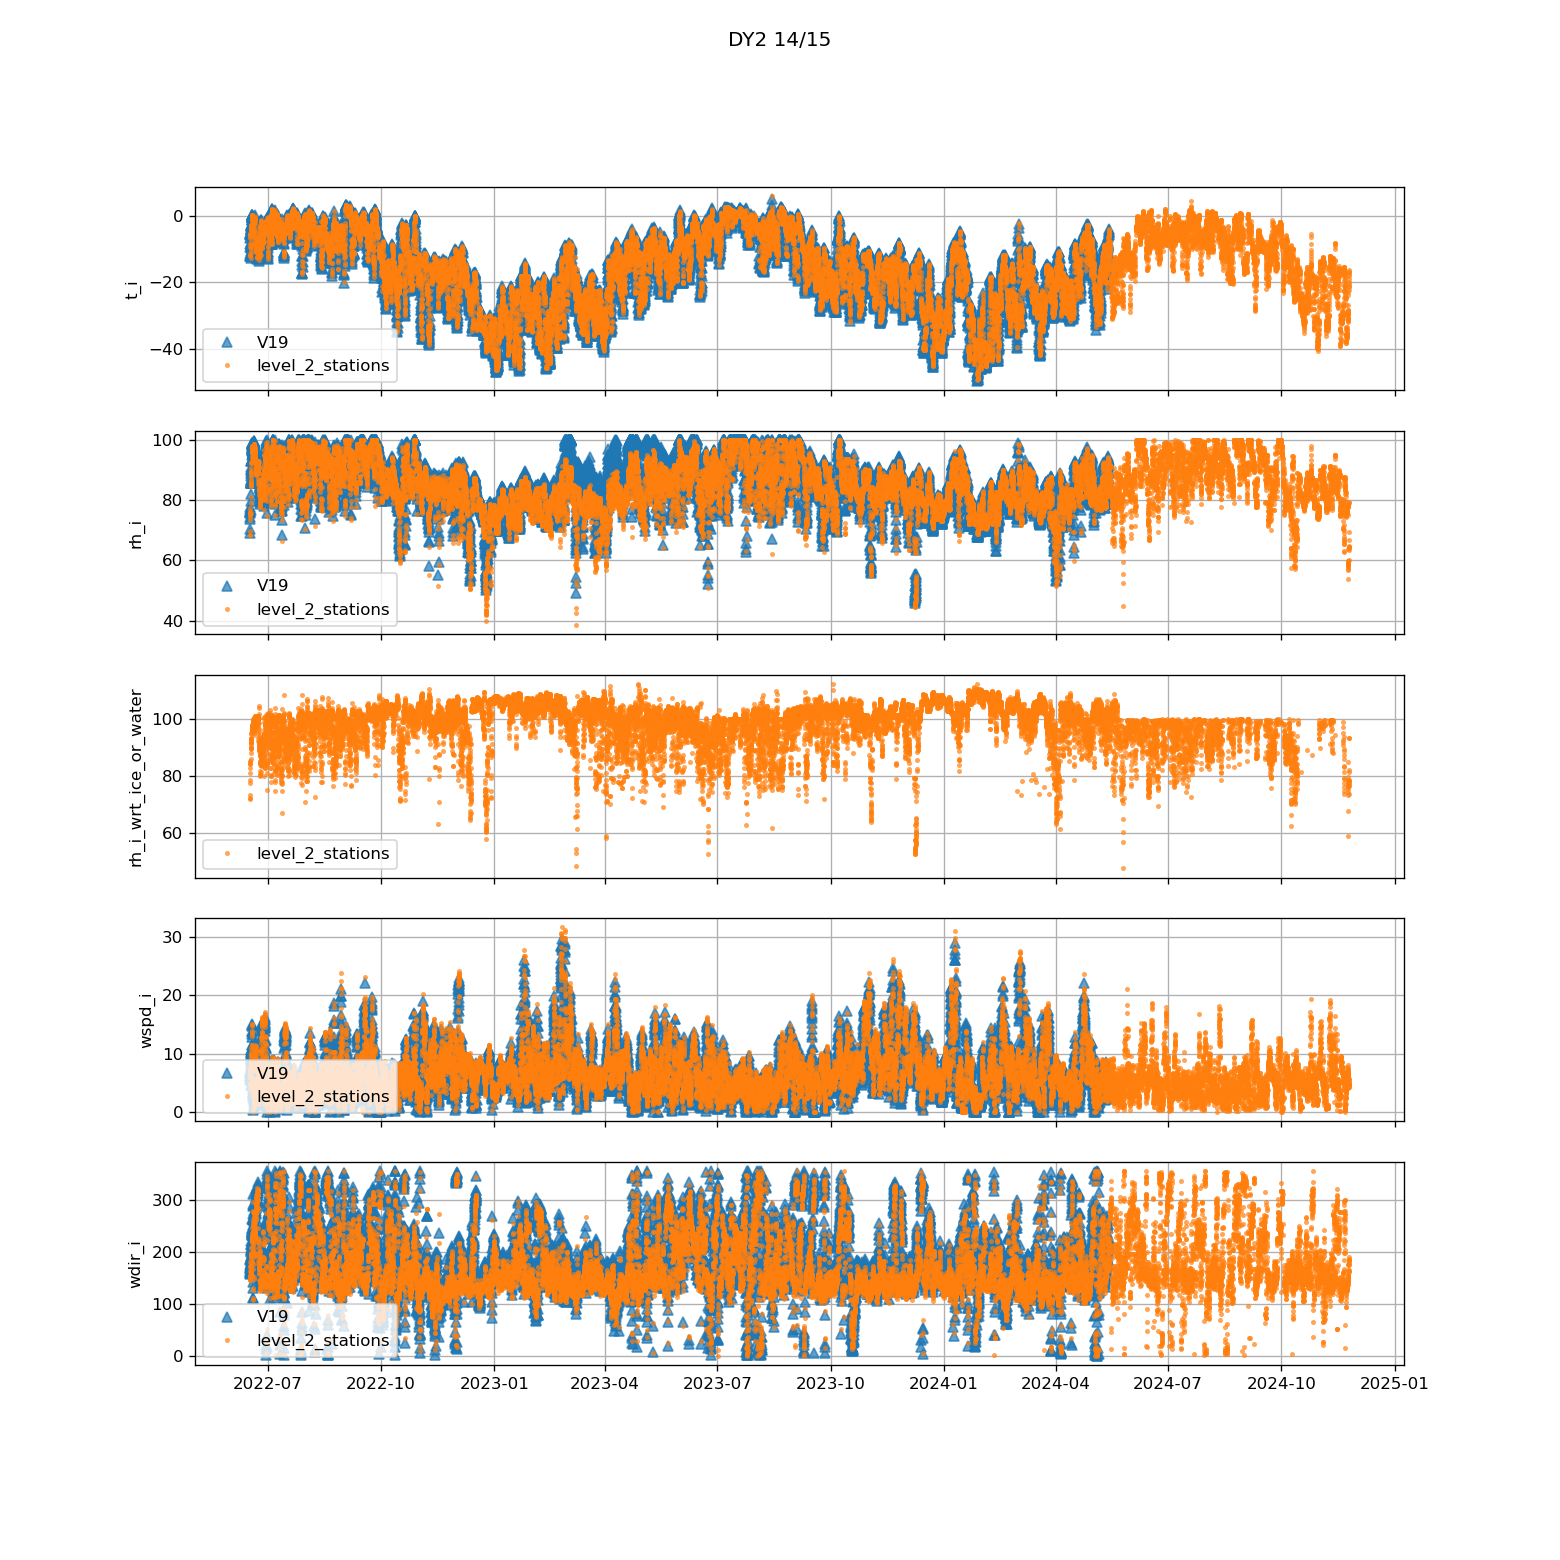 DY2 14/15
0
−20
−40
t_i
V19
level_2_stations
100
80
60
40
rh_i
V19
level_2_stations
100
80
60
rh_i_wrt_ice_or_water
level_2_stations
30
20
10
0
wspd_i
V19
level_2_stations
300
200
100
0
wdir_i
V19
level_2_stations
2022-07 2022-10 2023-01 2023-04 2023-07 2023-10 2024-01 2024-04 2024-07 2024-10 2025-01